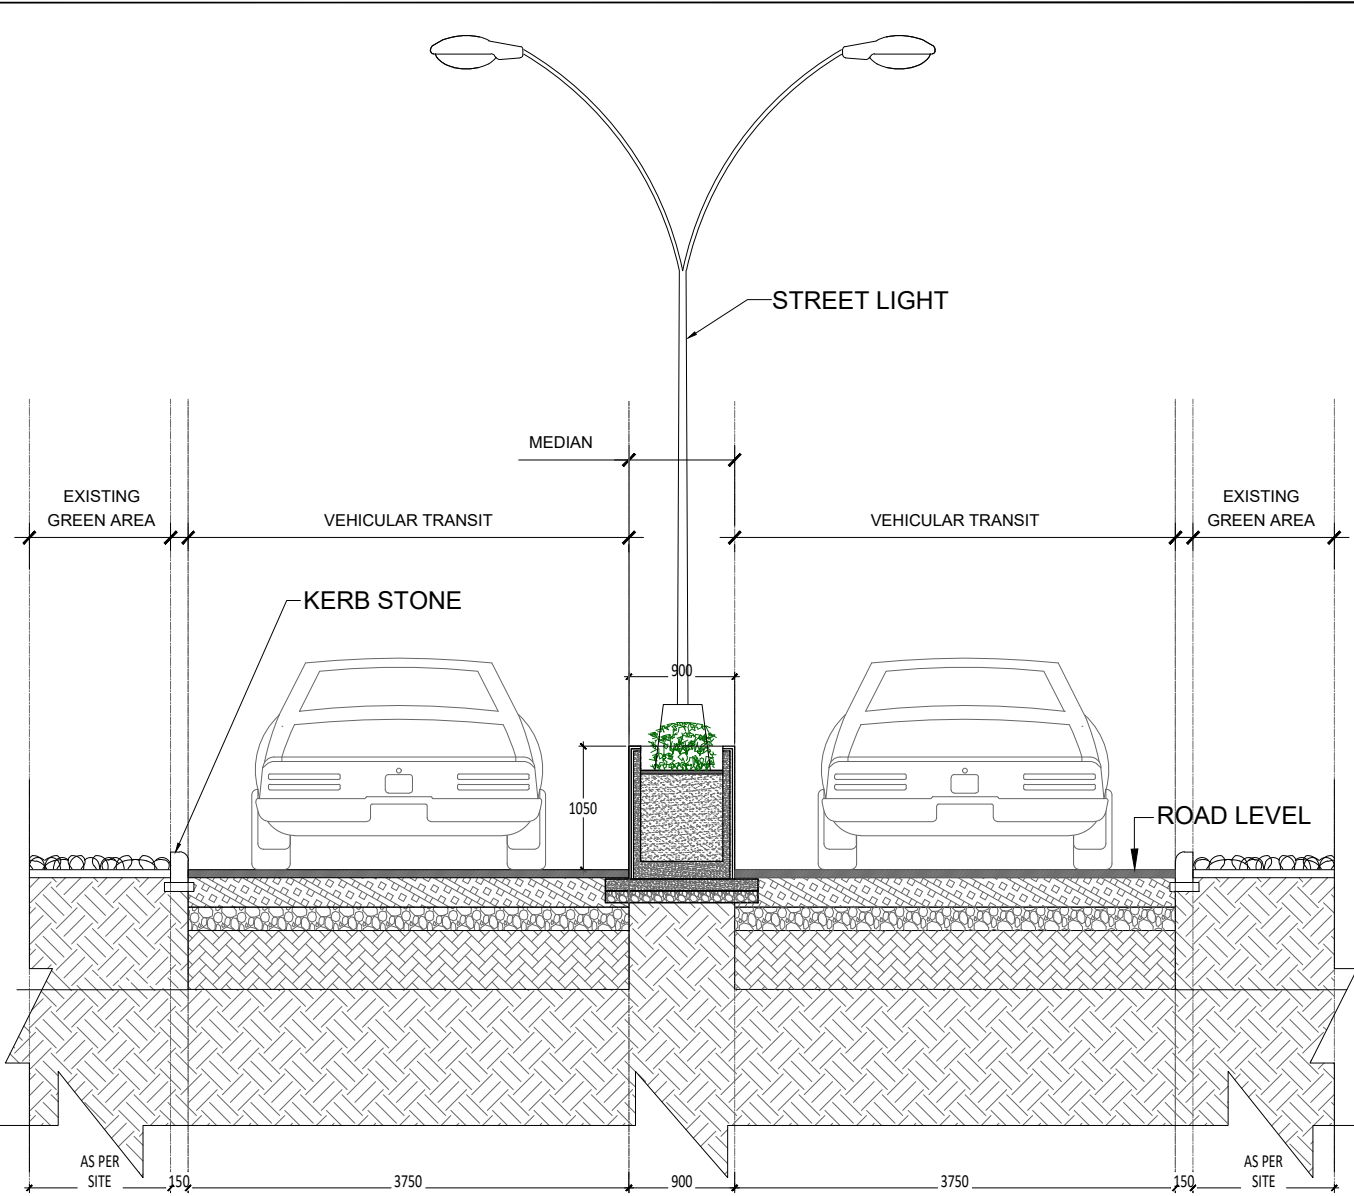 STREET LIGHT
MEDIAN
EXISTING
GREEN AREA
VEHICULAR TRANSIT
VEHICULAR TRANSIT
EXISTING
GREEN AREA
KERB STONE
900
1050
ROAD LEVEL
AS PER
SITE
150
3750
900
3750
150
AS PER
SITE